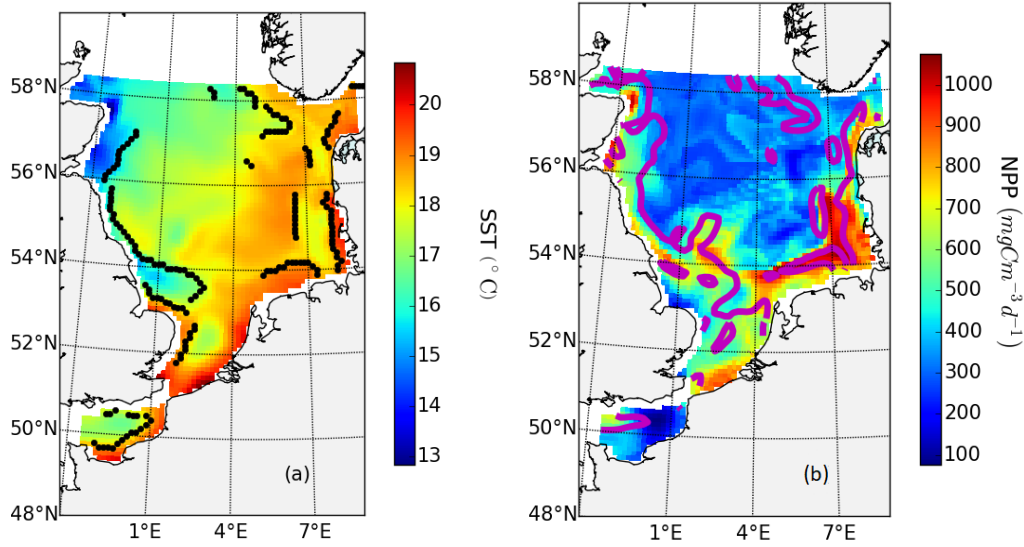 58°N
56°N
54°N
52°N
50°N
48°N
1°E
4°E
7°E
(a)
20
19
18
17
16
15
14
13
SST (°C)
58°N
56°N
54°N
52°N
50°N
48°N
1°E
4°E
7°E
(b)
1000
900
800
700
600
500
400
300
200
100
NPP (mgCm⁻³d⁻¹)